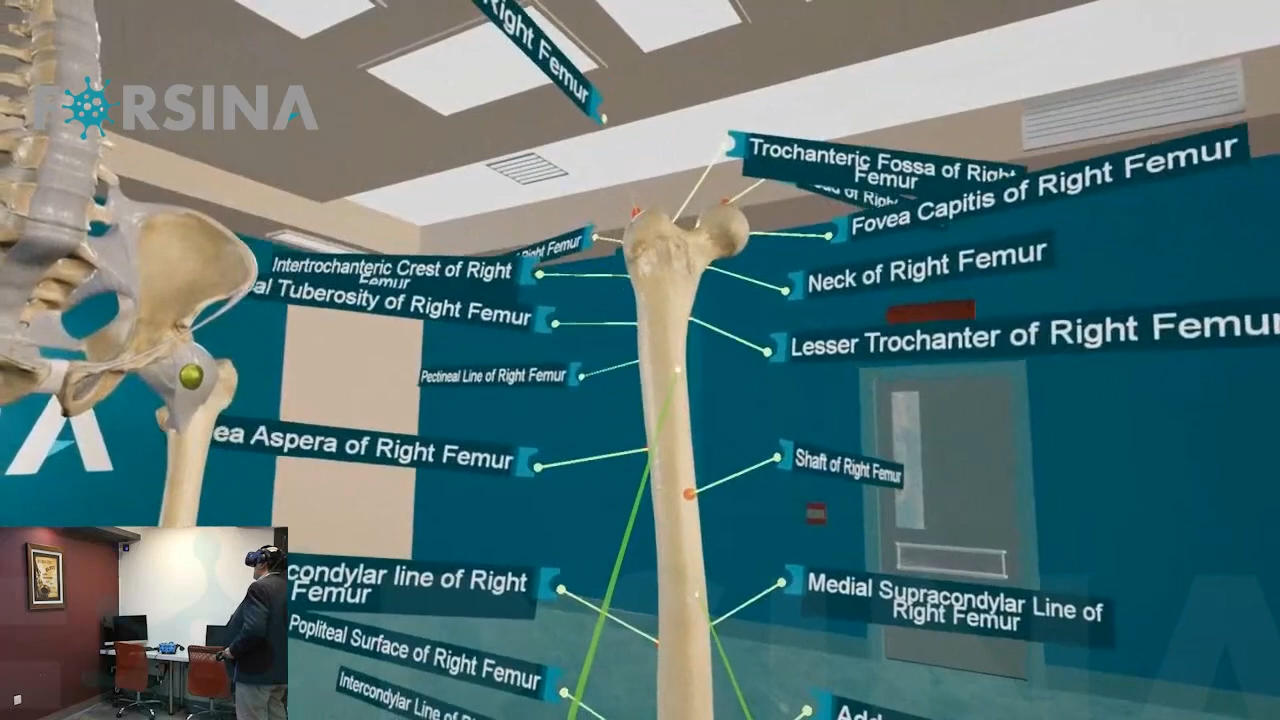 Right Femur
FORSINA
Trochanteric Fossa of Right
Femur
of Right
Fovea Capitis of Right Femur
Right Femur
Intertrochanteric Crest of Right
Femur
Neck of Right Femur
al Tuberosity of Right Femur
Lesser Trochanter of Right Femur
Pectineal Line of Right Femur
ea Aspera of Right Femur
Shaft of Right Femur
condylar line of Right
Femur
Medial Supracondylar Line of
Right Femur
Popliteal Surface of Right Femur
Intercondylar Line of
Add